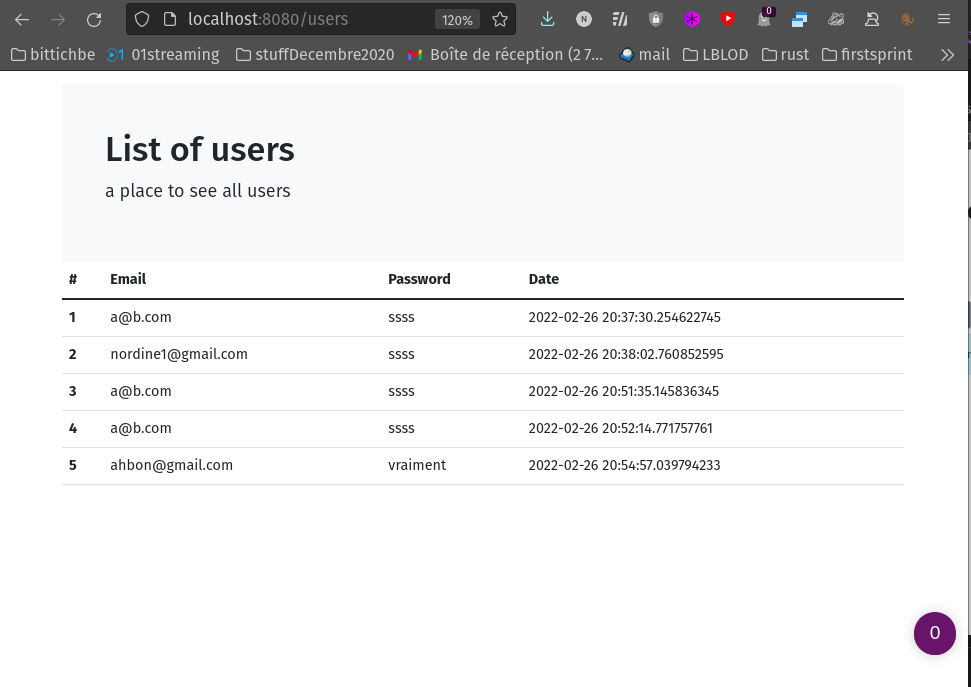 localhost:8080/users 120% N 0
bittichbe 01streaming stuffDecembre2020 Boîte de réception (2 7... mail LBLOD rust firstsprint
List of users
a place to see all users
# Email Password Date
1 a@b.com ssss 2022-02-26 20:37:30.254622745
2 nordine1@gmail.com ssss 2022-02-26 20:38:02.760852595
3 a@b.com ssss 2022-02-26 20:51:35.145836345
4 a@b.com ssss 2022-02-26 20:52:14.771757761
5 ahbon@gmail.com vraiment 2022-02-26 20:54:57.039794233
0